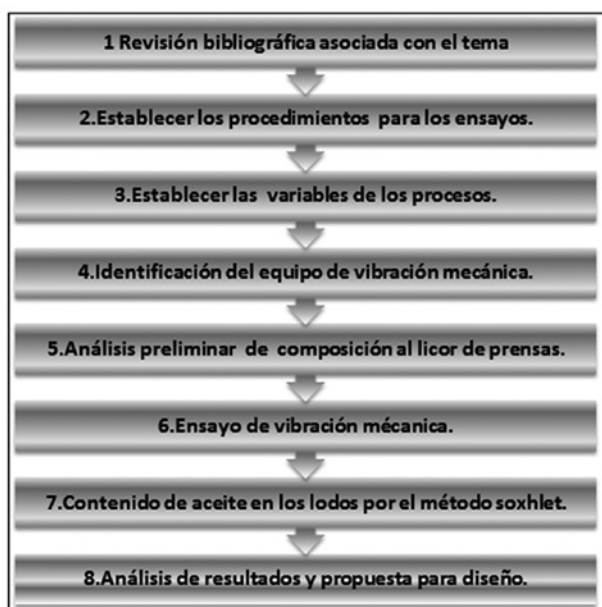 1 Revisión bibliográfica asociada con el tema
2.Establecer los procedimientos para los ensayos.
3.Establecer las variables de los procesos.
4.Identificación del equipo de vibración mecánica.
5.Análisis preliminar de composición al licor de prensas.
6.Ensayo de vibración mécanica.
7.Contenido de aceite en los lodos por el método soxhlet.
8.Análisis de resultados y propuesta para diseño.